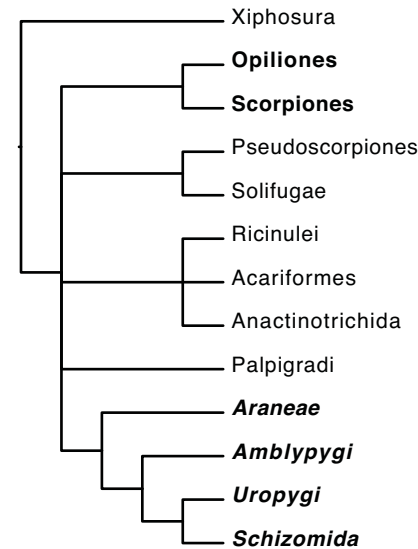 Xiphosura
Opiliones
Scorpiones
Pseudoscorpiones
Solifugae
Ricinulei
Acariformes
Anactinotrichida
Palpigradi
Araneae
Amblypygi
Uropygi
Schizomida